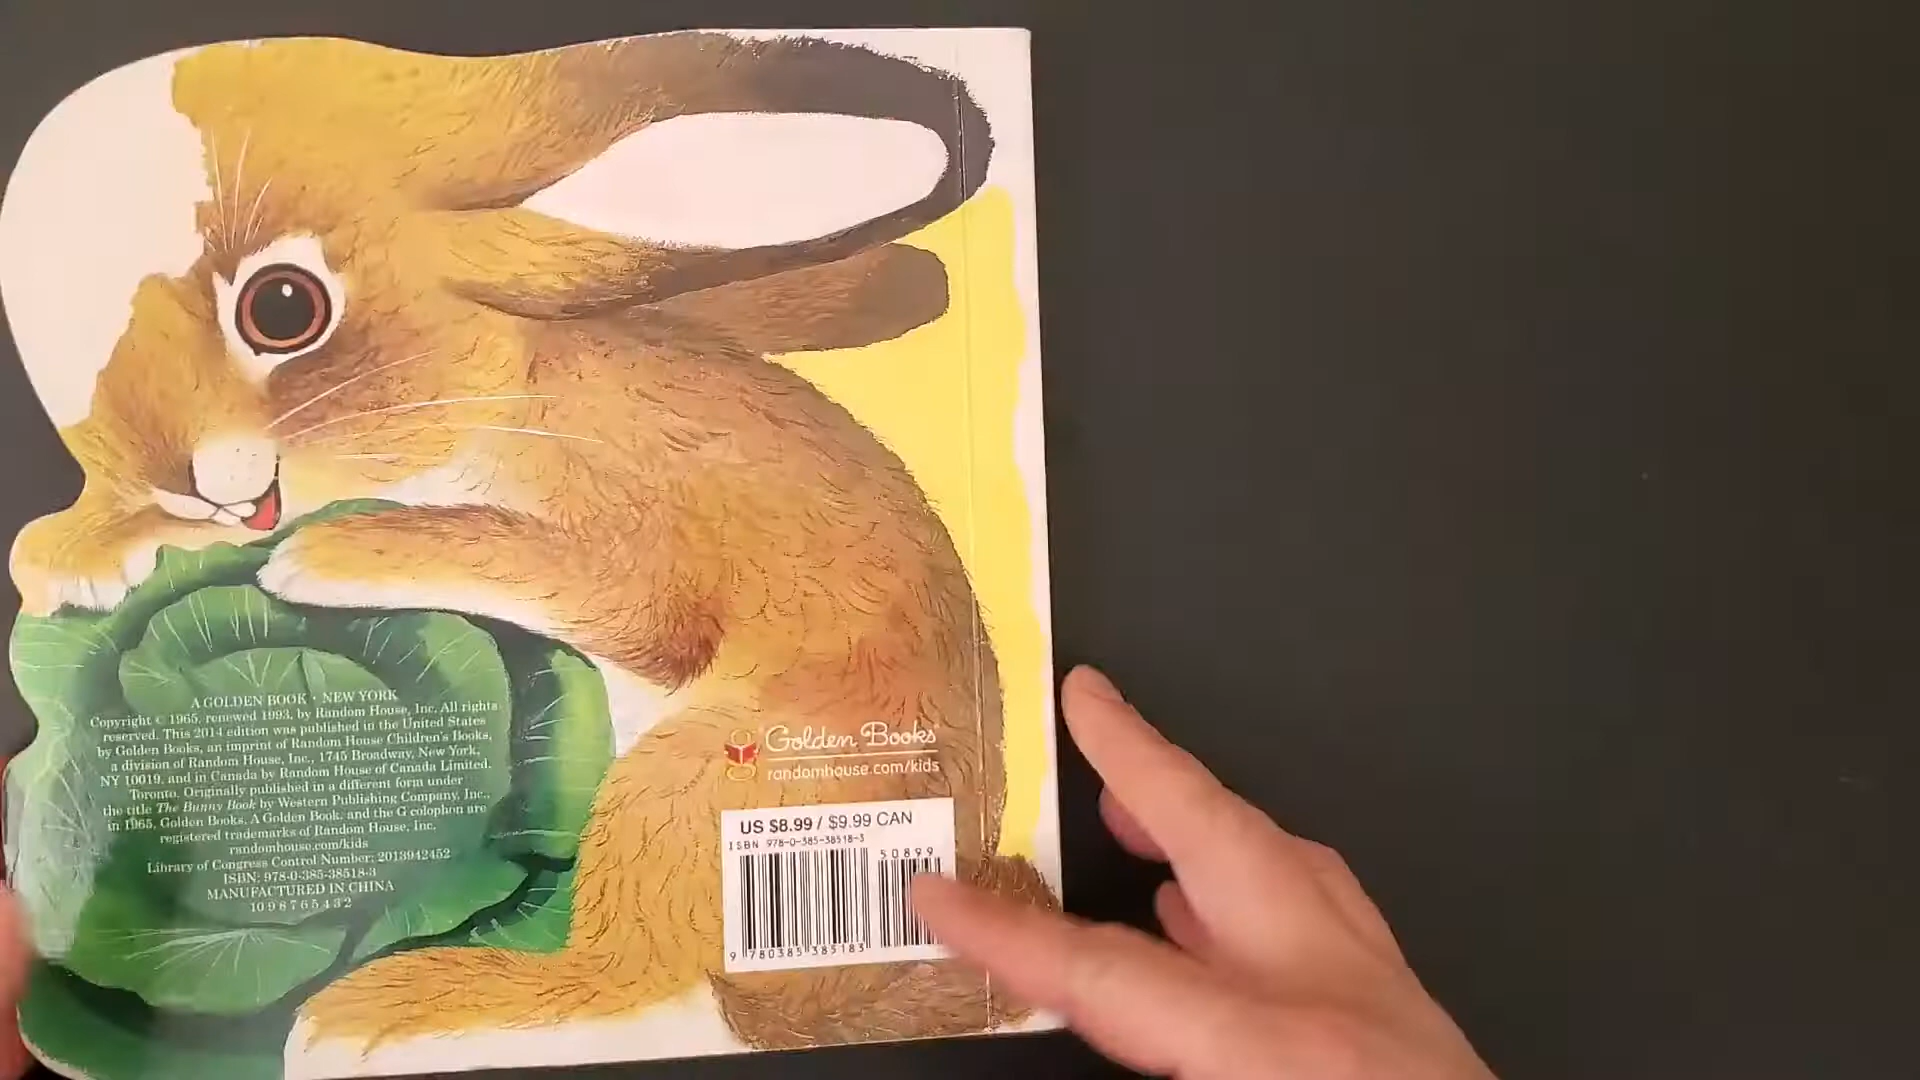 A GOLDEN BOOK • NEW YORK
Copyright © 1965, renewed 1993, by Random House, Inc. All rights
reserved. This 2014 edition was published in the United States
by Golden Books, an imprint of Random House Children's Books,
a division of Random House, Inc., 1745 Broadway, New York,
NY 10019, and in Canada by Random House of Canada Limited,
Toronto. Originally published in a different form under
the title The Bunny Book by Western Publishing Company, Inc.,
in 1965. Golden Books, A Golden Book, and the G colophon are
registered trademarks of Random House, Inc.
randomhouse.com/kids
Library of Congress Control Number: 2013942452
ISBN: 978-0-385-38518-3
MANUFACTURED IN CHINA
10 9 8 7 6 5 4 3 2
Golden Books
randomhouse.com/kids
US $8.99 / $9.99 CAN
ISBN 978-0-385-38518-3
50899
9 780385 385183